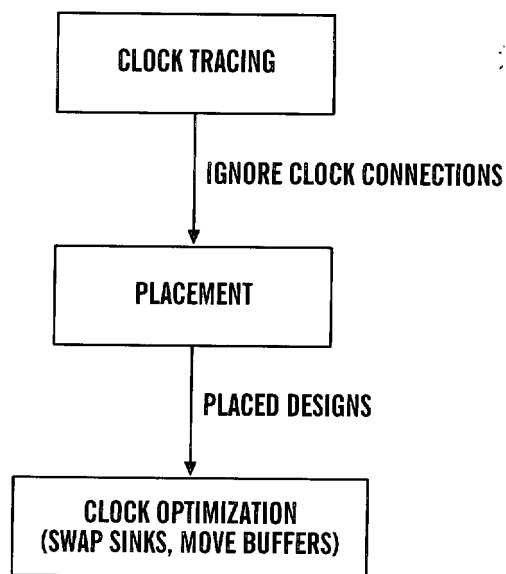 CLOCK TRACING
IGNORE CLOCK CONNECTIONS
PLACEMENT
PLACED DESIGNS
CLOCK OPTIMIZATION
(SWAP SINKS, MOVE BUFFERS)